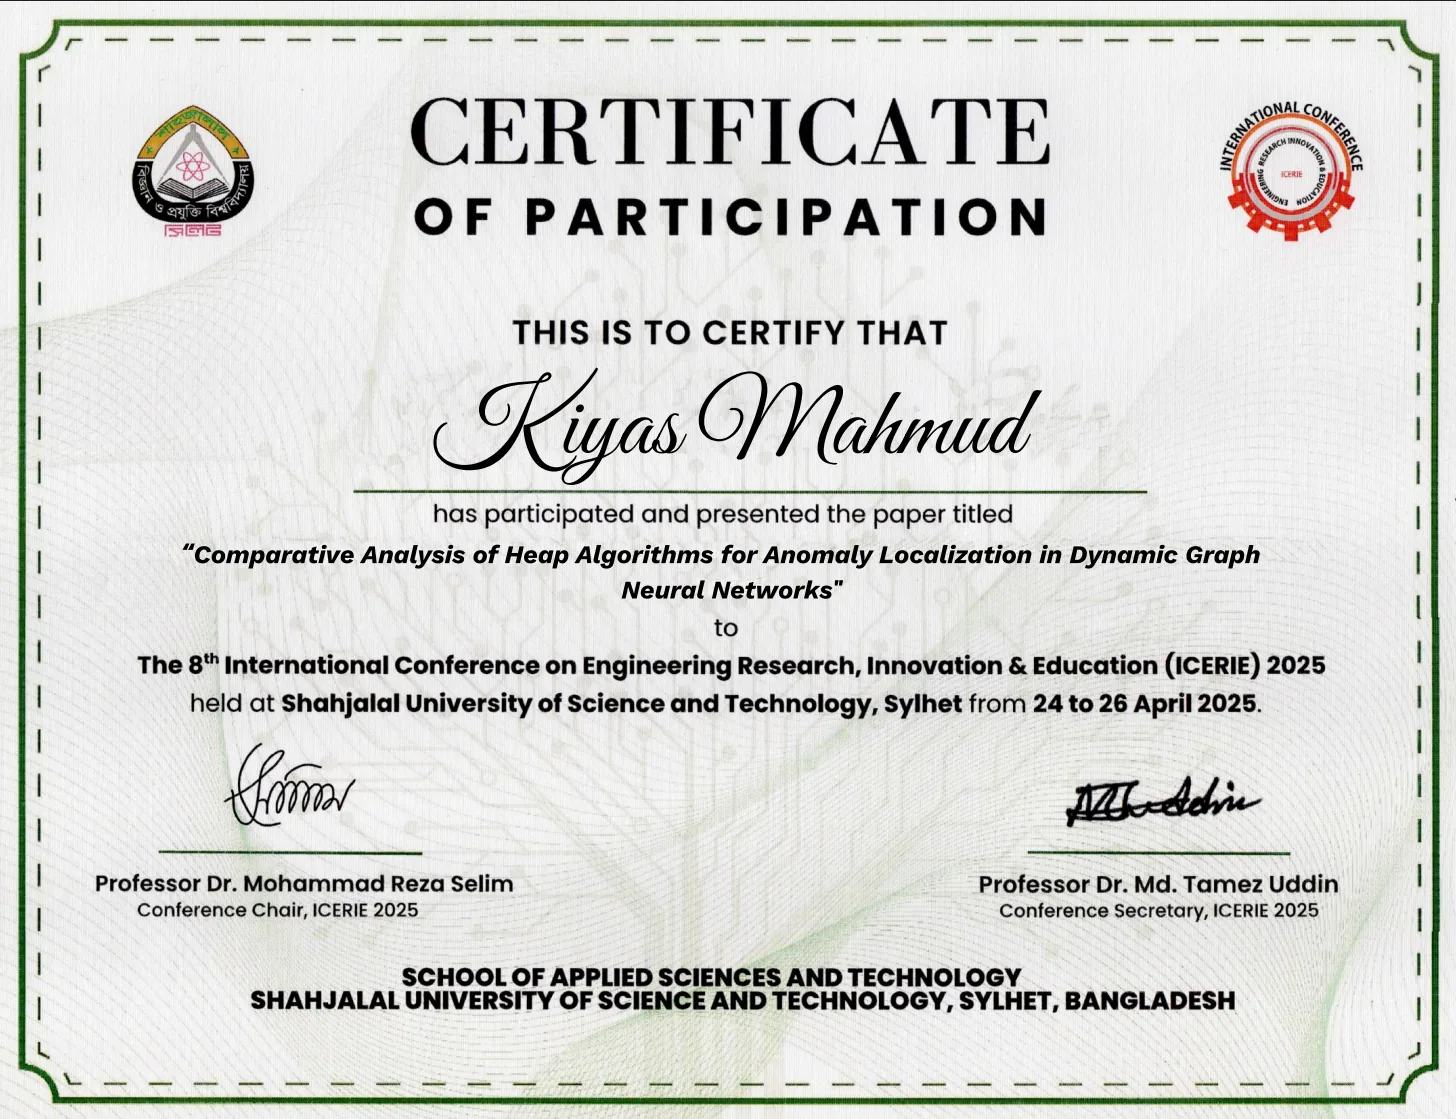 শাহজালাল
বিজ্ঞান ও প্রযুক্তি বিশ্ববিদ্যালয়
সিলেট
INTERNATIONAL CONFERENCE
ENGINEERING RESEARCH INNOVATION & EDUCATION
ICERIE
CERTIFICATE
OF PARTICIPATION
THIS IS TO CERTIFY THAT
Kiyas Mahmud
has participated and presented the paper titled
“Comparative Analysis of Heap Algorithms for Anomaly Localization in Dynamic Graph
Neural Networks"
to
The 8th International Conference on Engineering Research, Innovation & Education (ICERIE) 2025
held at Shahjalal University of Science and Technology, Sylhet from 24 to 26 April 2025.
Professor Dr. Mohammad Reza Selim
Conference Chair, ICERIE 2025
Professor Dr. Md. Tamez Uddin
Conference Secretary, ICERIE 2025
SCHOOL OF APPLIED SCIENCES AND TECHNOLOGY
SHAHJALAL UNIVERSITY OF SCIENCE AND TECHNOLOGY, SYLHET, BANGLADESH